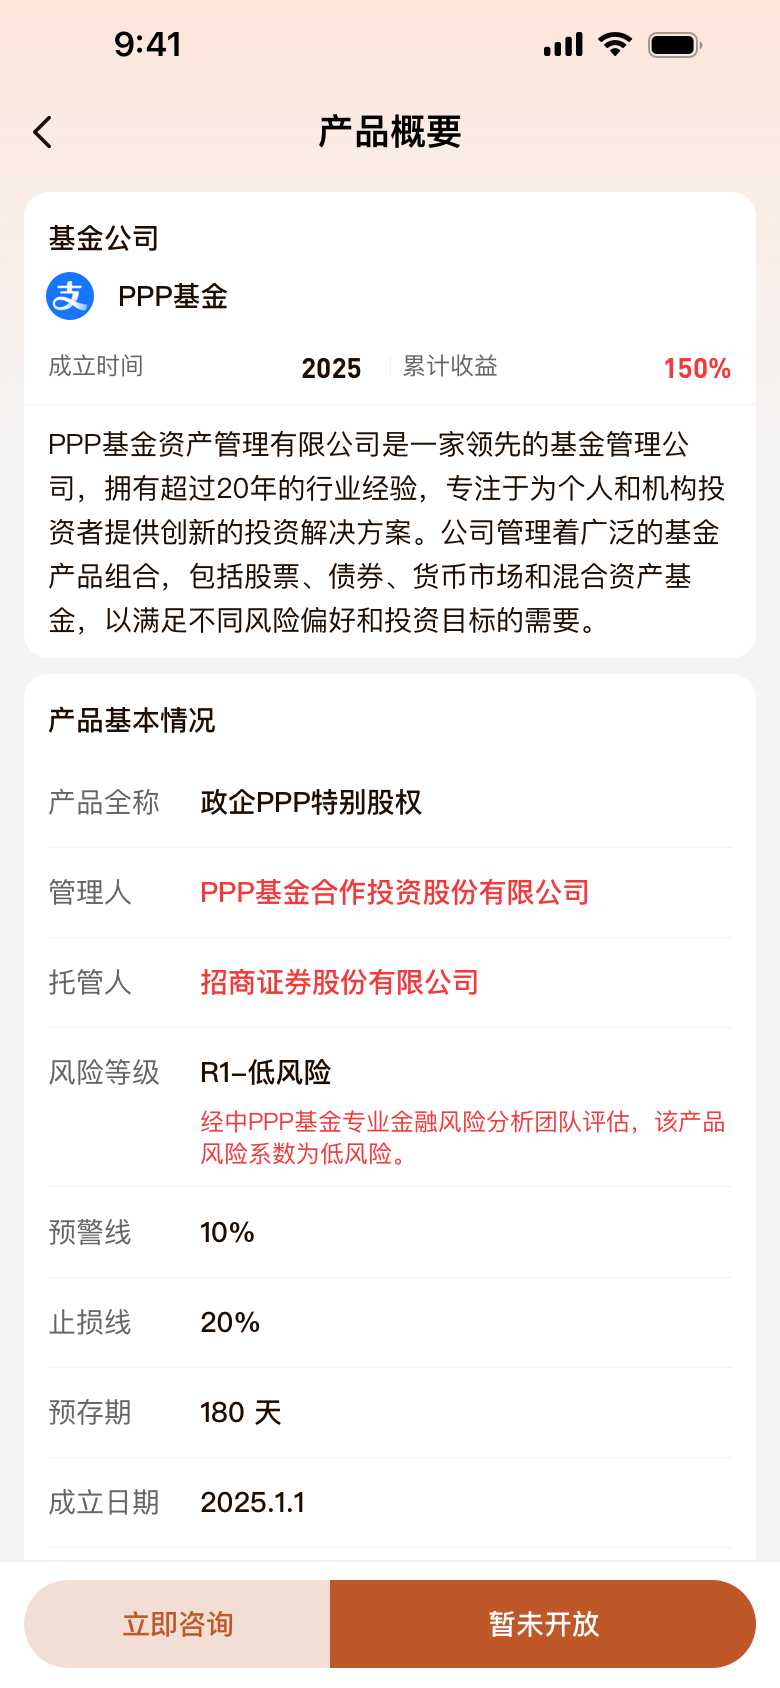 9:41
产品概要
基金公司
支 PPP基金
成立时间 2025 累计收益 150%
PPP基金资产管理有限公司是一家领先的基金管理公
司，拥有超过20年的行业经验，专注于为个人和机构投
资者提供创新的投资解决方案。公司管理着广泛的基金
产品组合，包括股票、债券、货币市场和混合资产基
金，以满足不同风险偏好和投资目标的需要。
产品基本情况
产品全称 政企PPP特别股权
管理人 PPP基金合作投资股份有限公司
托管人 招商证券股份有限公司
风险等级 R1–低风险
经中PPP基金专业金融风险分析团队评估，该产品
风险系数为低风险。
预警线 10%
止损线 20%
预存期 180 天
成立日期 2025.1.1
立即咨询 暂未开放